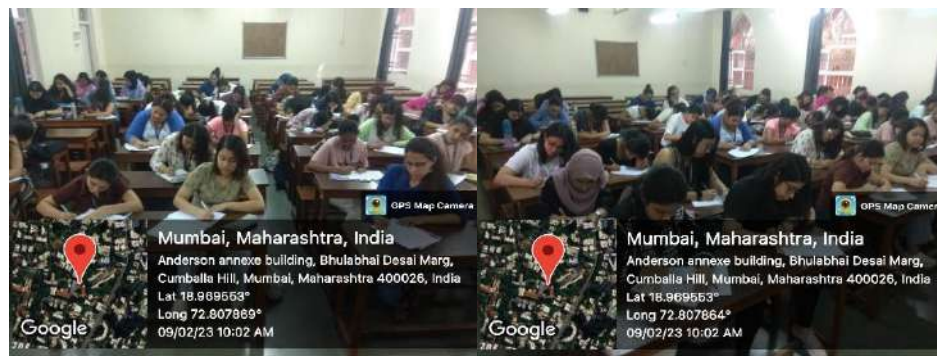 GPS Map Camera
Mumbai, Maharashtra, India
Anderson annexe building, Bhulabhai Desai Marg,
Cumballa Hill, Mumbai, Maharashtra 400026, India
Lat 18.969553°
Long 72.807869°
09/02/23 10:02 AM
Google
GPS Map Camera
Mumbai, Maharashtra, India
Anderson annexe building, Bhulabhai Desai Marg,
Cumballa Hill, Mumbai, Maharashtra 400026, India
Lat 18.969553°
Long 72.807864°
09/02/23 10:02 AM
Google